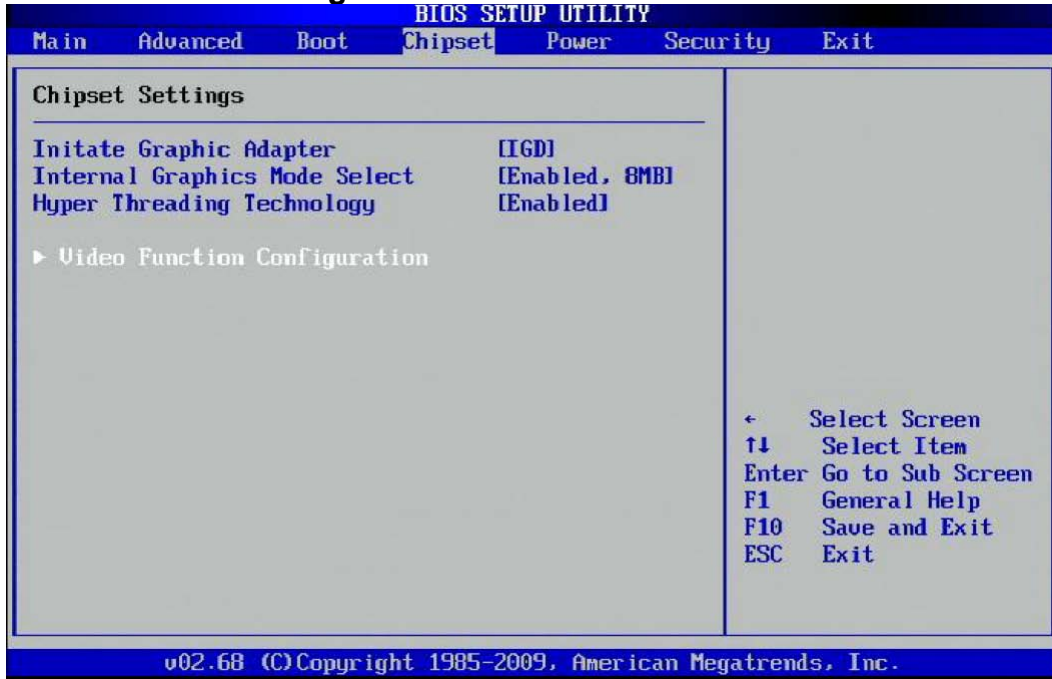 BIOS SETUP UTILITY
Main Advanced Boot Chipset Power Security Exit
Chipset Settings
Initate Graphic Adapter [IGD]
Internal Graphics Mode Select [Enabled, 8MB]
Hyper Threading Technology [Enabled]
▶ Video Function Configuration
← Select Screen
↑↓ Select Item
Enter Go to Sub Screen
F1 General Help
F10 Save and Exit
ESC Exit
v02.68 (C)Copyright 1985-2009, American Megatrends, Inc.